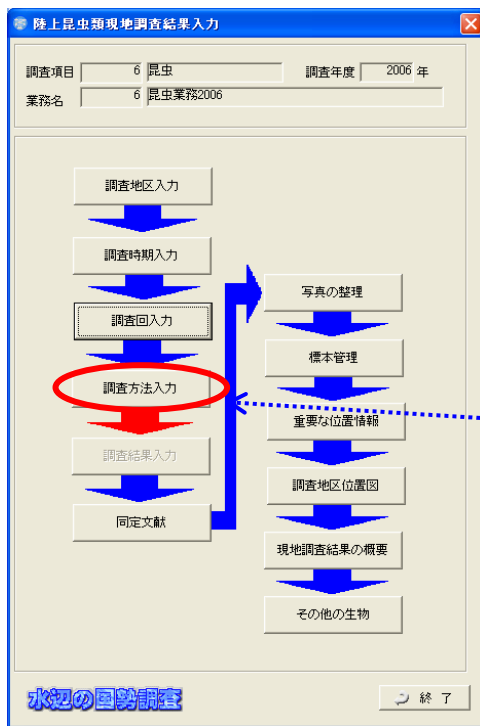 陸上昆虫類現地調査結果入力
調査項目 6 昆虫 調査年度 2006 年
業務名 6 昆虫業務2006
調査地区入力
調査時期入力
調査回入力
調査方法入力
調査結果入力
同定文献
写真の整理
標本管理
重要な位置情報
調査地区位置図
現地調査結果の概要
その他の生物
水辺の国勢調査
終 了